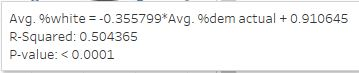 Avg. %white = -0.355799*Avg. %dem actual + 0.910645
R-Squared: 0.504365
P-value: < 0.0001